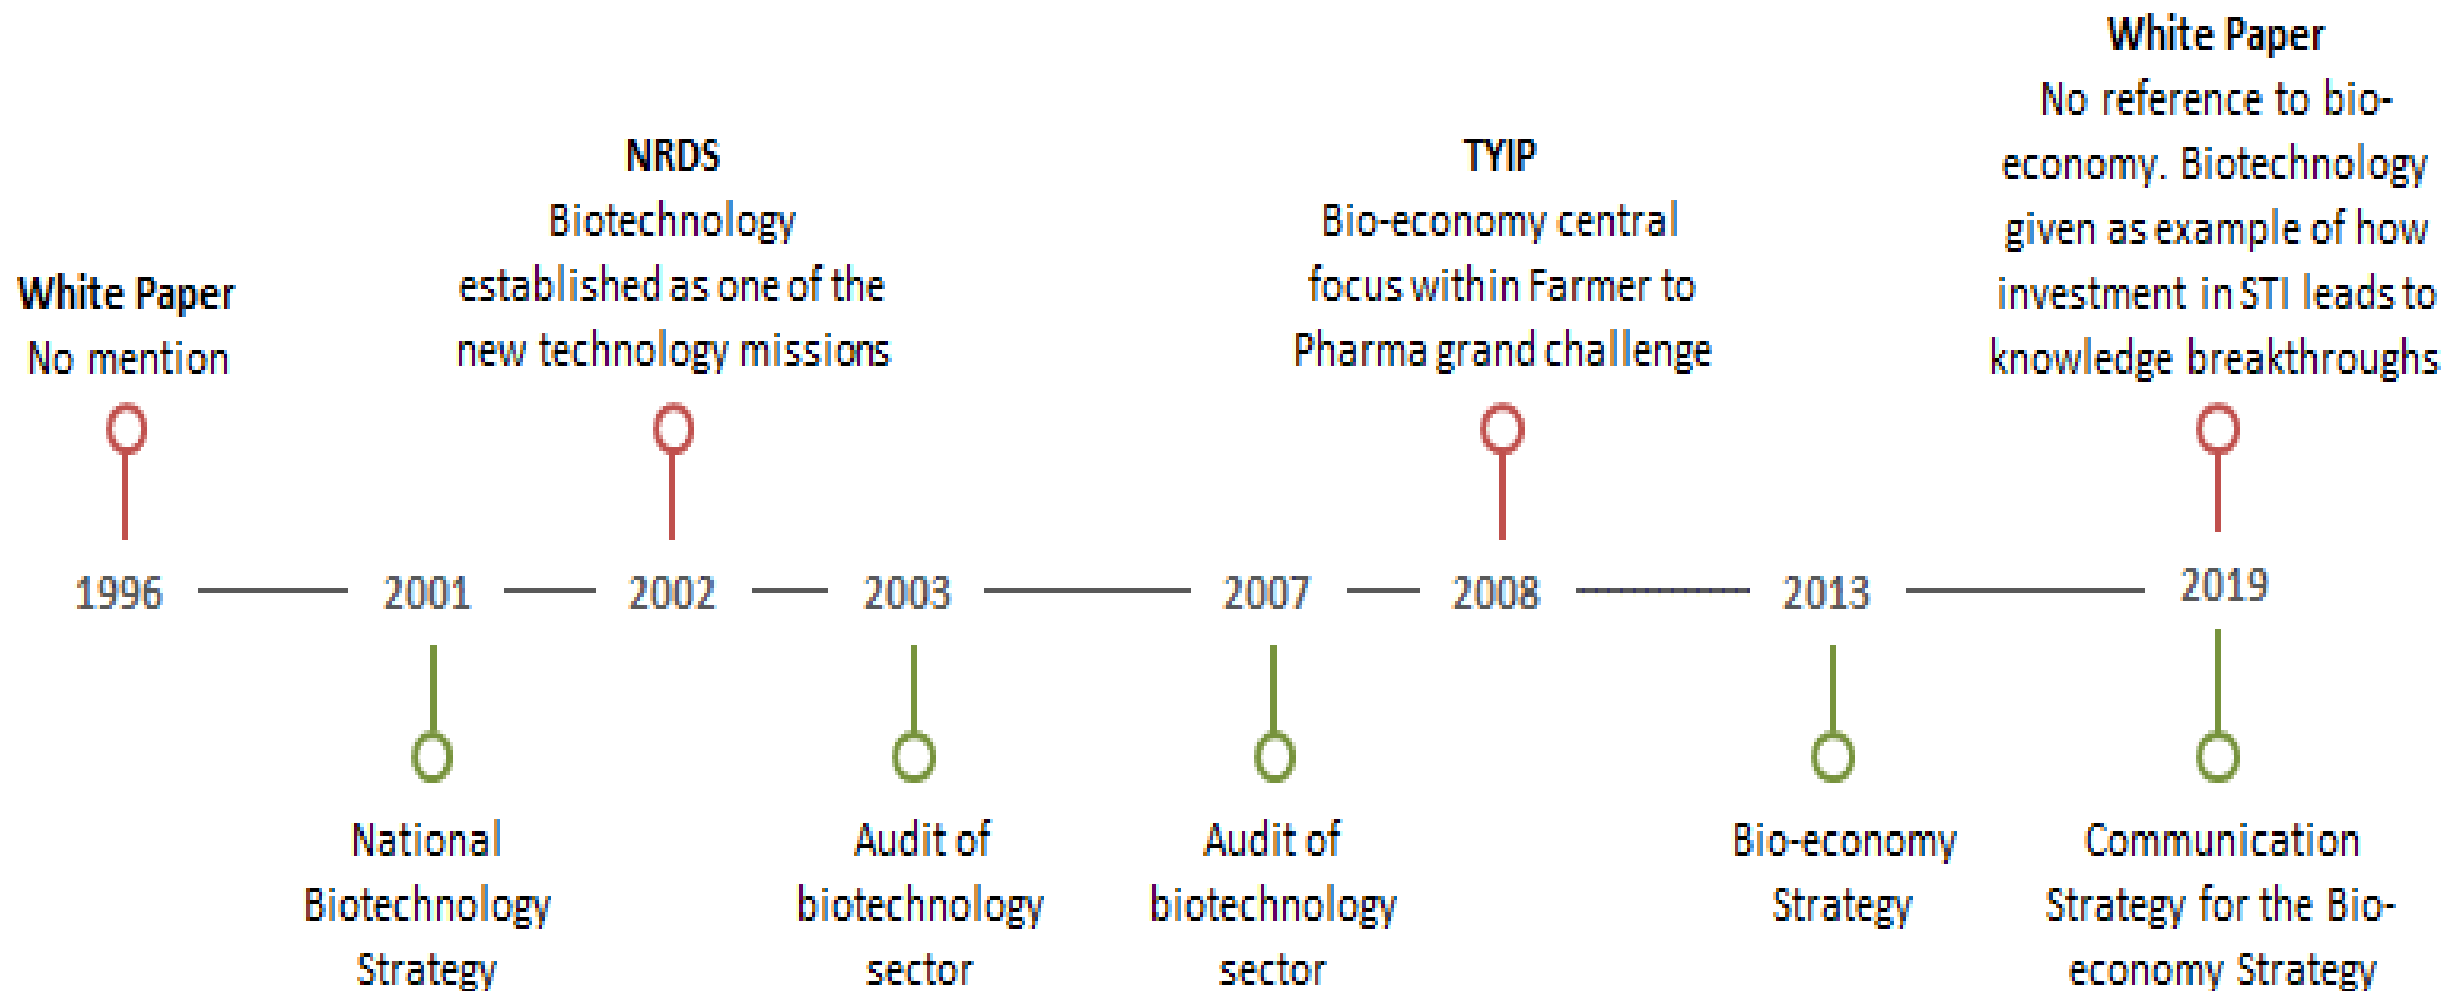 White Paper
No mention
NRDS
Biotechnology
established as one of the
new technology missions
TYIP
Bio-economy central
focus within Farmer to
Pharma grand challenge
White Paper
No reference to bio-
economy. Biotechnology
given as example of how
investment in STI leads to
knowledge breakthroughs
1996
2001
2002
2003
2007
2008
2013
2019
National
Biotechnology
Strategy
Audit of
biotechnology
sector
Audit of
biotechnology
sector
Bio-economy
Strategy
Communication
Strategy for the Bio-
economy Strategy